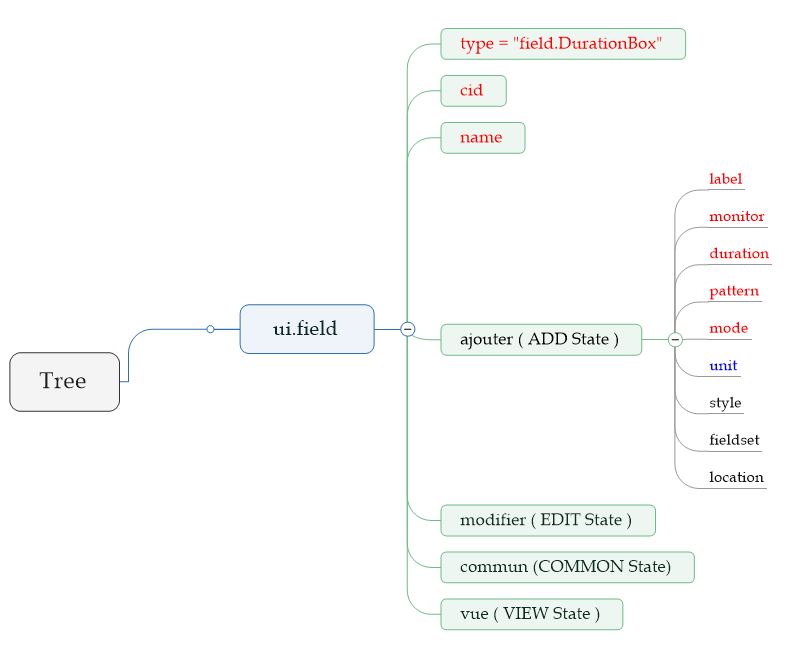 type = "field.DurationBox"
cid
name
label
monitor
duration
pattern
mode
unit
style
fieldset
location
ui.field
ajouter ( ADD State )
Tree
modifier ( EDIT State )
commun (COMMON State)
vue ( VIEW State )